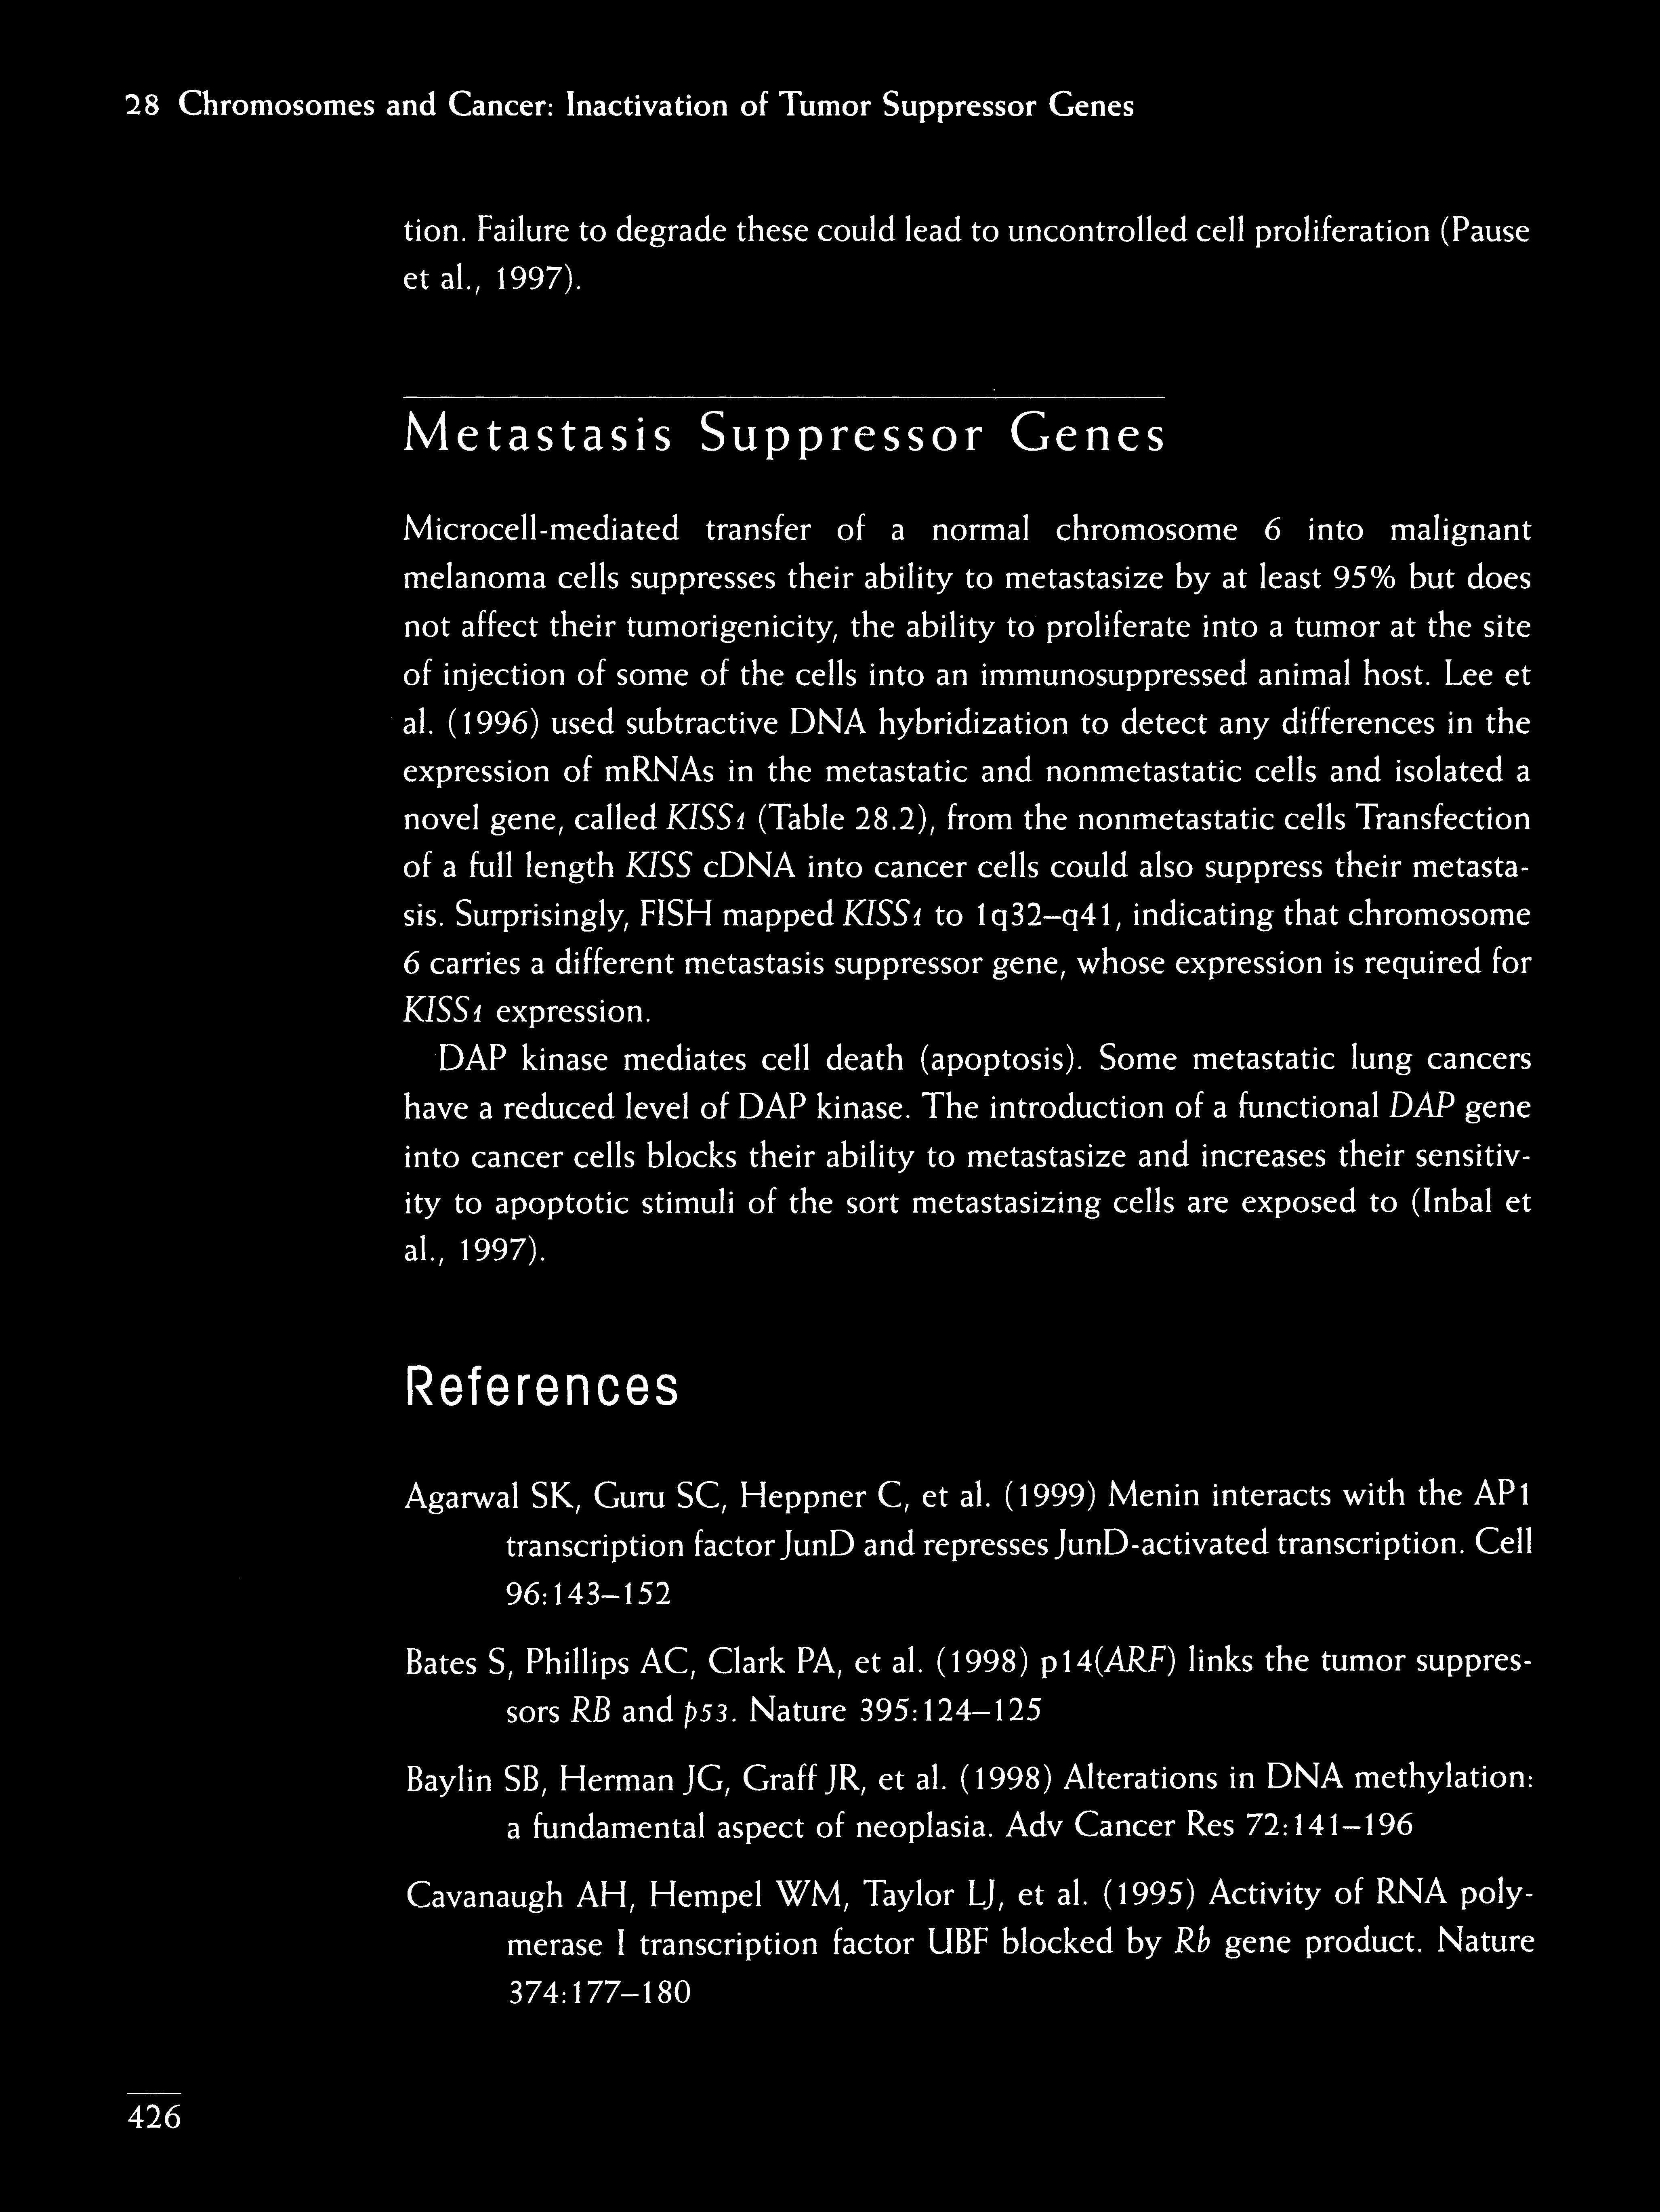 28 Chromosomes and Cancer: Inactivation of Tumor Suppressor Genes
tion. Failure to degrade these could lead to uncontrolled cell proliferation (Pause
et al., 1997).
Metastasis Suppressor Genes
Microcell-mediated transfer of a normal chromosome 6 into malignant
melanoma cells suppresses their ability to metastasize by at least 95% but does
not affect their tumorigenicity, the ability to proliferate into a tumor at the site
of injection of some of the cells into an immunosuppressed animal host. Lee et
al. (1996) used subtractive DNA hybridization to detect any differences in the
expression of mRNAs in the metastatic and nonmetastatic cells and isolated a
novel gene, called KISS1 (Table 28.2), from the nonmetastatic cells Transfection
of a full length KISS cDNA into cancer cells could also suppress their metasta-
sis. Surprisingly, FISH mapped KISS1 to 1q32–q41, indicating that chromosome
6 carries a different metastasis suppressor gene, whose expression is required for
KISS1 expression.
DAP kinase mediates cell death (apoptosis). Some metastatic lung cancers
have a reduced level of DAP kinase. The introduction of a functional DAP gene
into cancer cells blocks their ability to metastasize and increases their sensitiv-
ity to apoptotic stimuli of the sort metastasizing cells are exposed to (Inbal et
al., 1997).
References
Agarwal SK, Guru SC, Heppner C, et al. (1999) Menin interacts with the AP1
transcription factor JunD and represses JunD-activated transcription. Cell
96:143–152
Bates S, Phillips AC, Clark PA, et al. (1998) p14(ARF) links the tumor suppres-
sors RB and p53. Nature 395:124–125
Baylin SB, Herman JG, Graff JR, et al. (1998) Alterations in DNA methylation:
a fundamental aspect of neoplasia. Adv Cancer Res 72:141–196
Cavanaugh AH, Hempel WM, Taylor LJ, et al. (1995) Activity of RNA poly-
merase I transcription factor UBF blocked by Rb gene product. Nature
374:177–180
426